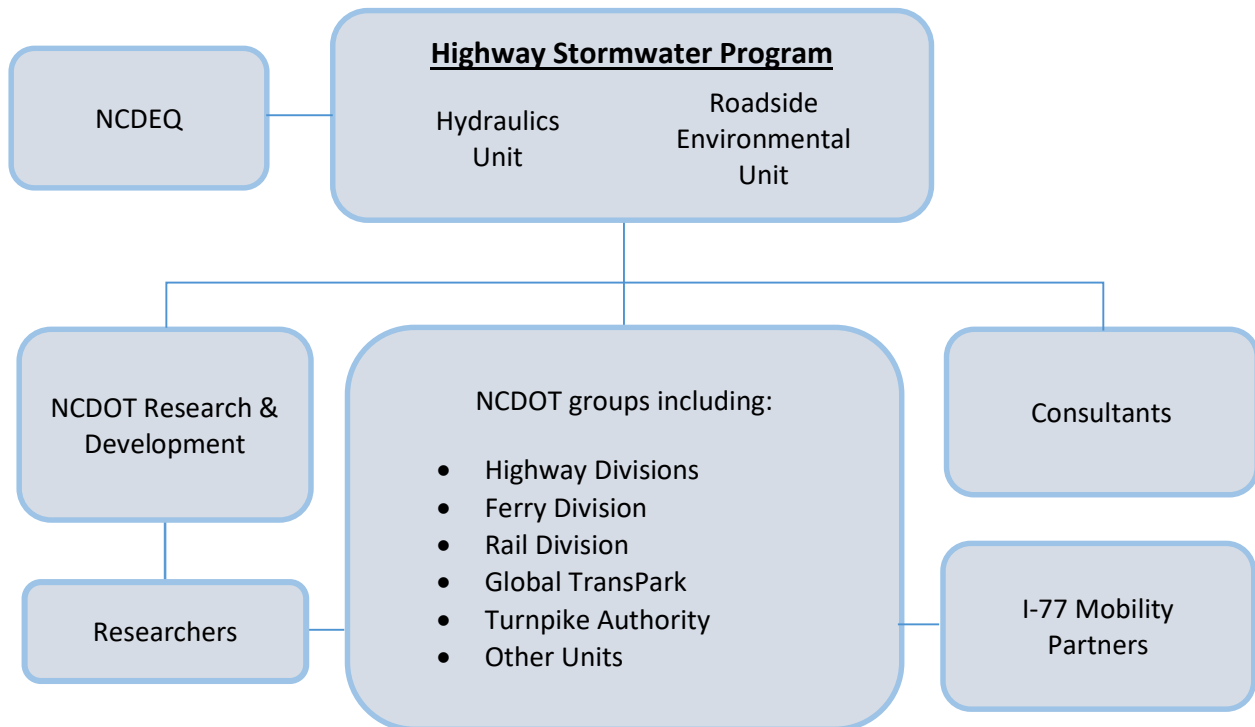 Highway Stormwater Program
NCDEQ
Hydraulics
Unit
Roadside
Environmental
Unit
NCDOT Research &
Development
NCDOT groups including:
• Highway Divisions
• Ferry Division
• Rail Division
• Global TransPark
• Turnpike Authority
• Other Units
Consultants
Researchers
I-77 Mobility
Partners